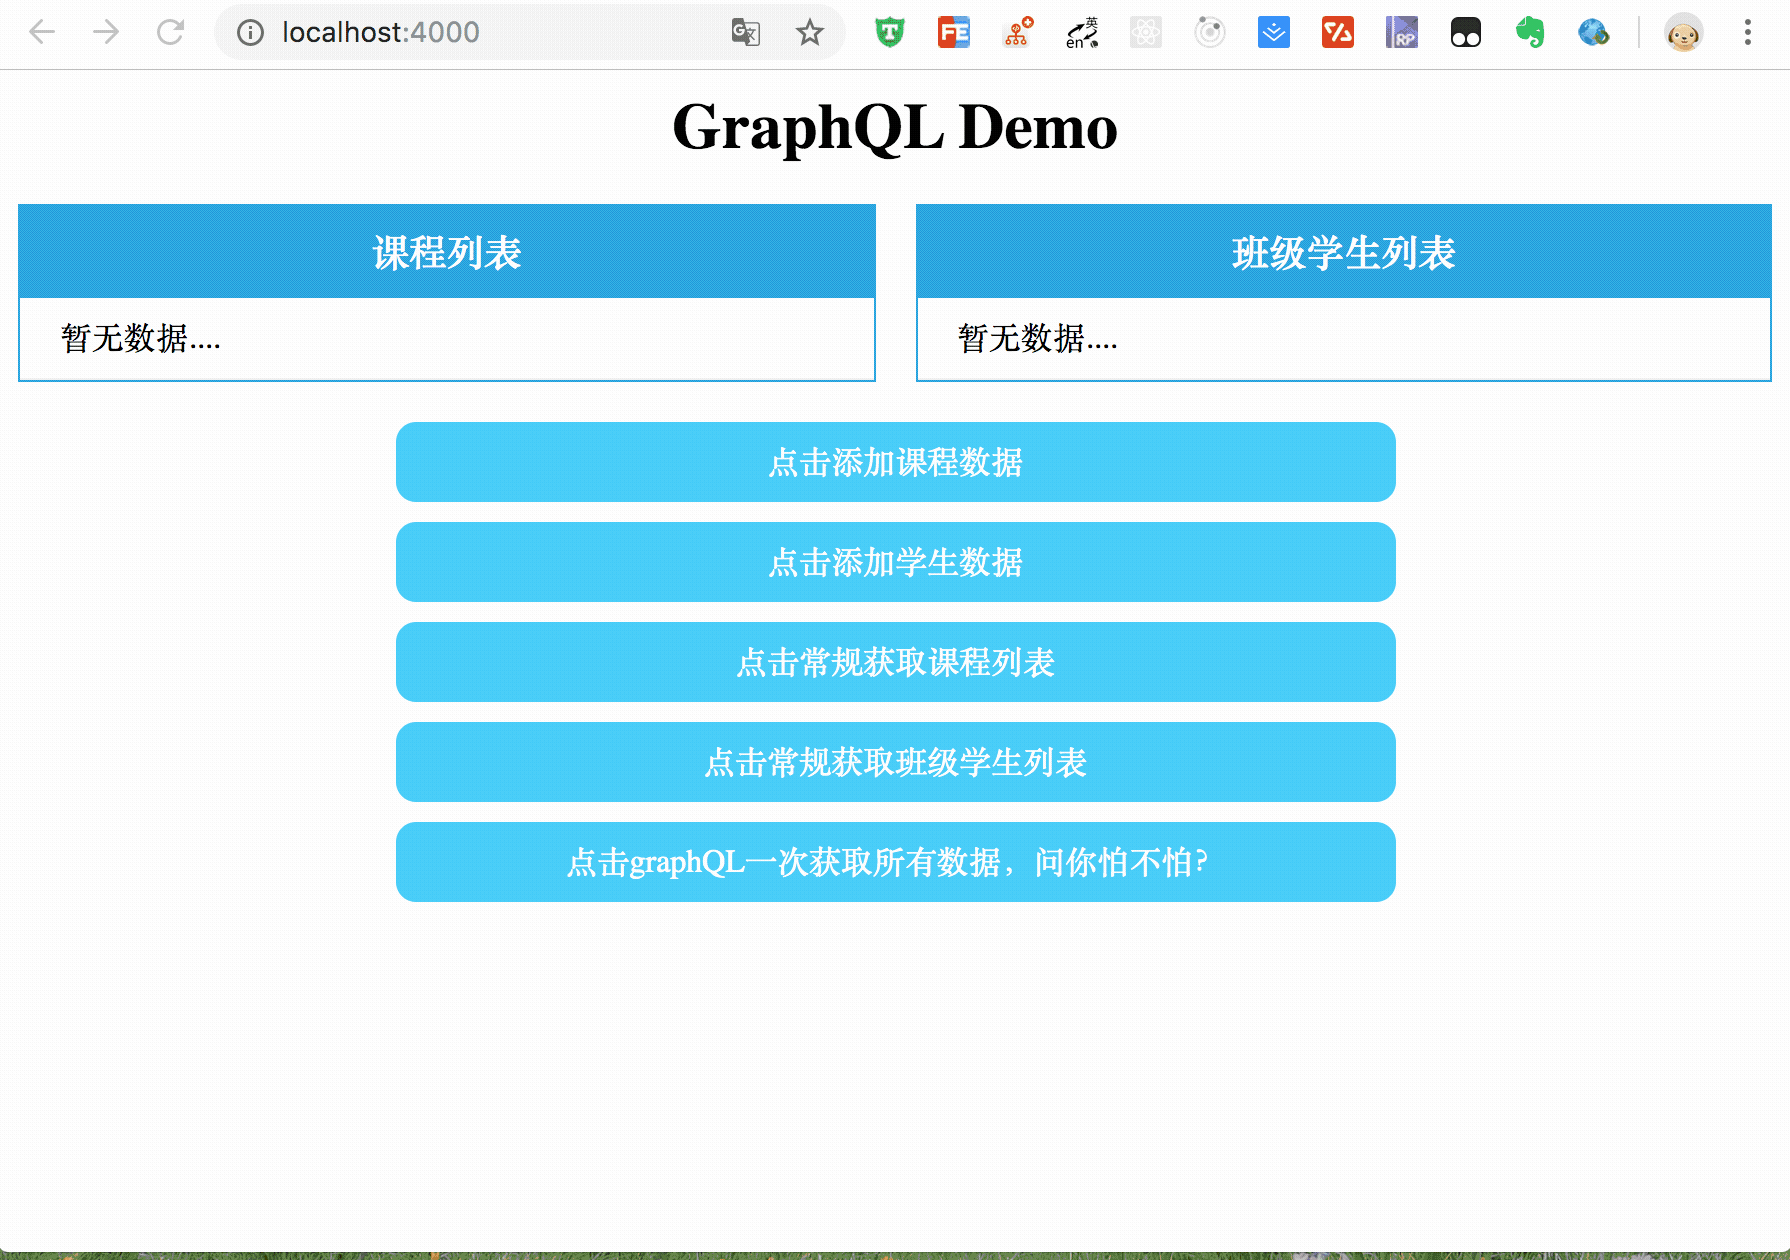 localhost:4000
GraphQL Demo
课程列表
班级学生列表
暂无数据....
暂无数据....
点击添加课程数据
点击添加学生数据
点击常规获取课程列表
点击常规获取班级学生列表
点击graphQL一次获取所有数据，问你怕不怕?